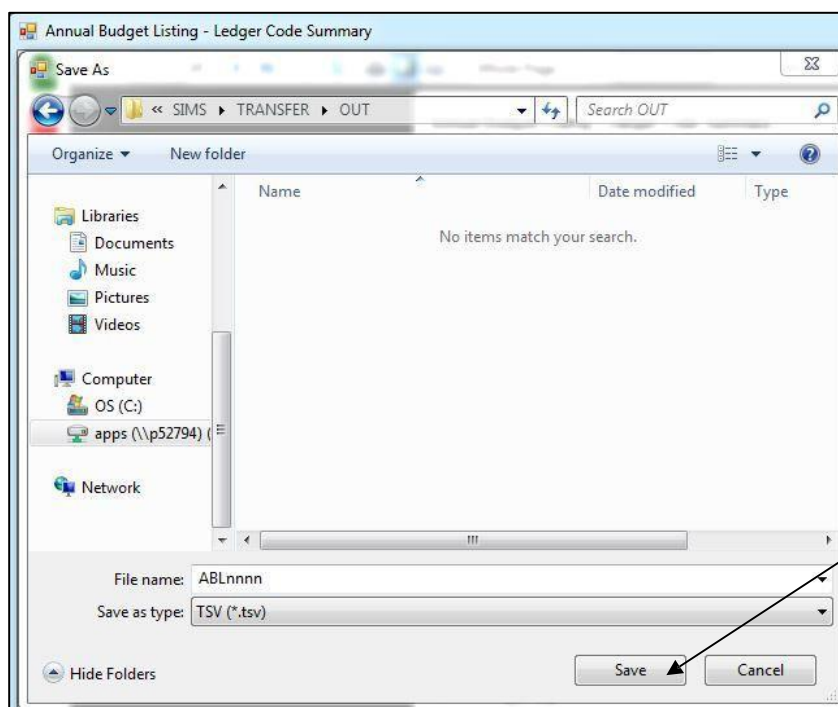 Annual Budget Listing - Ledger Code Summary
Save As
« SIMS ▸ TRANSFER ▸ OUT
Search OUT
Organize
New folder
Name
Date modified
Type
Libraries
Documents
Music
Pictures
Videos
No items match your search.
Computer
OS (C:)
apps (\\p52794) (
Network
File name: ABLnnnn
Save as type: TSV (*.tsv)
Hide Folders
Save
Cancel